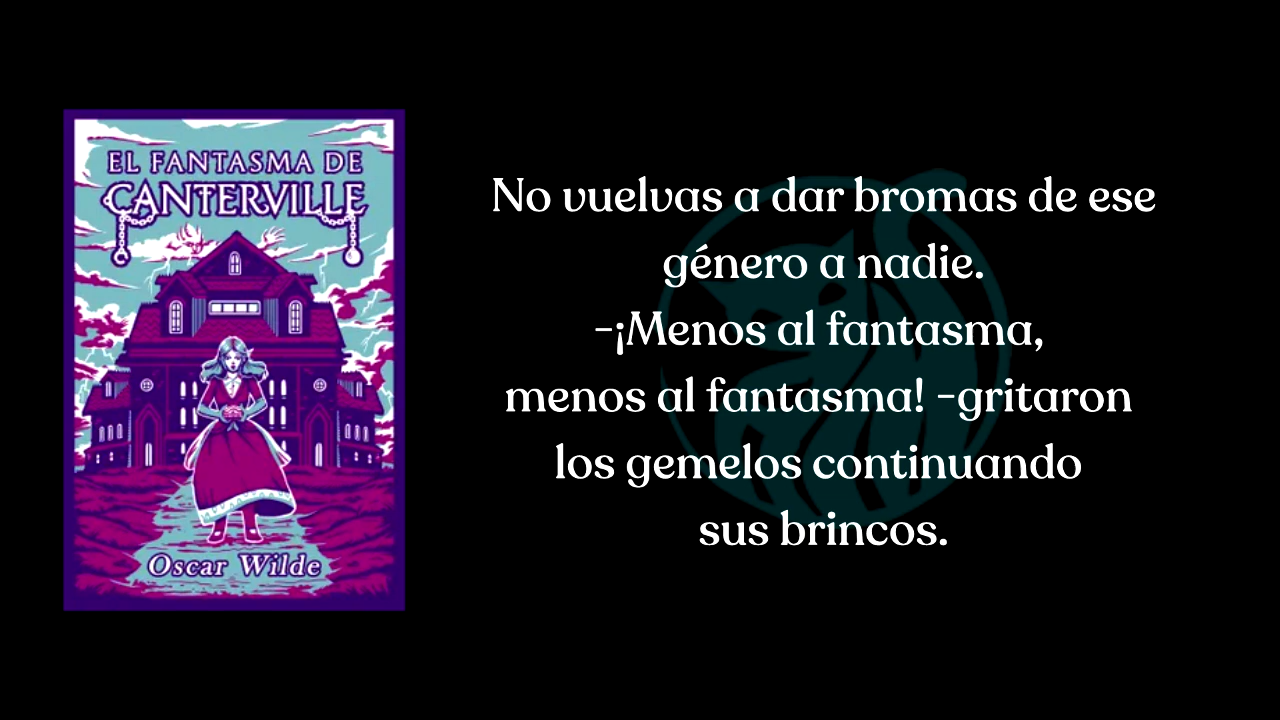 EL FANTASMA DE
CANTERVILLE
Oscar Wilde
No vuelvas a dar bromas de ese
género a nadie.
-¡Menos al fantasma,
menos al fantasma! -gritaron
los gemelos continuando
sus brincos.